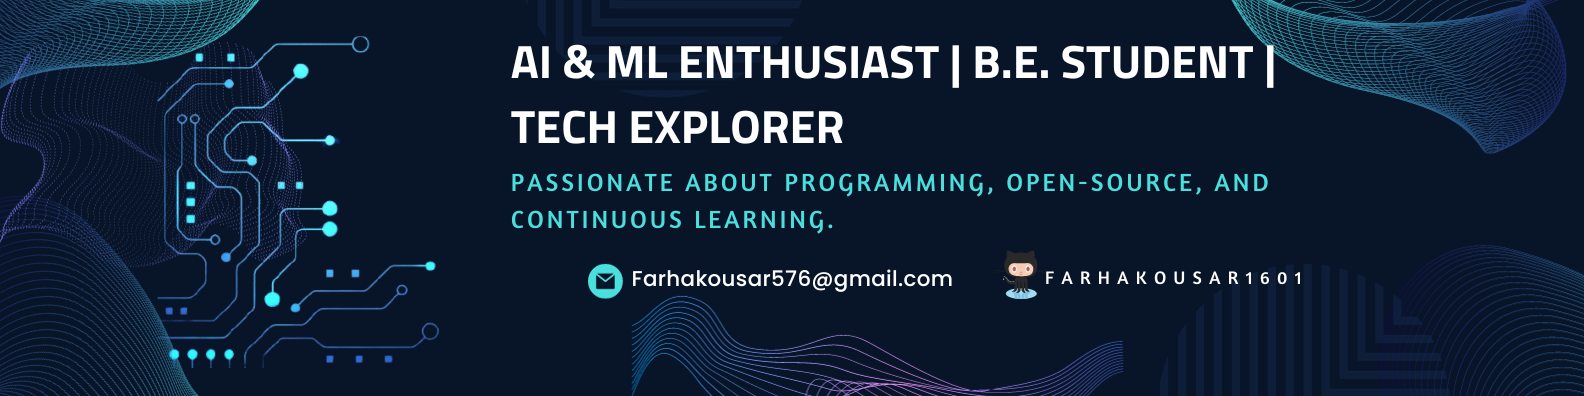 AI & ML ENTHUSIAST | B.E. STUDENT |
TECH EXPLORER
PASSIONATE ABOUT PROGRAMMING, OPEN-SOURCE, AND
CONTINUOUS LEARNING.
Farhakousar576@gmail.com
FARHAKOUSAR1601